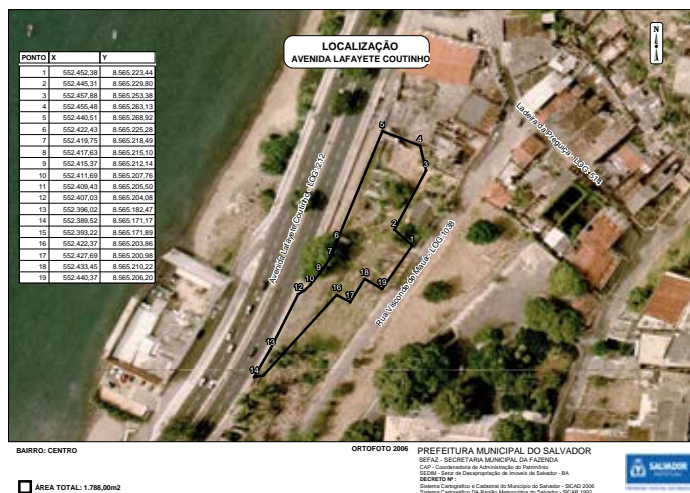 LOCALIZAÇÃO
AVENIDA LAFAYETE COUTINHO
N
PONTO X Y
1 552.452,38 8.565.223,44
2 552.445,31 8.565.229,80
3 552.457,88 8.565.253,38
4 552.455,48 8.565.263,13
5 552.440,51 8.565.268,92
6 552.422,43 8.565.225,28
7 552.419,75 8.565.218,49
8 552.417,63 8.565.215,10
9 552.415,37 8.565.212,14
10 552.411,69 8.565.207,76
11 552.409,43 8.565.205,50
12 552.407,03 8.565.204,08
13 552.396,02 8.565.182,47
14 552.389,52 8.565.171,17
15 552.393,22 8.565.171,89
16 552.422,37 8.565.203,86
17 552.427,69 8.565.200,98
18 552.433,45 8.565.210,22
19 552.440,37 8.565.206,20
Ladeira da Preguiça - LOG: 514
Avenida Lafayete Coutinho - LOG: 212
Rua Visconde de Mauá - LOG:1038
5
4
3
2
1
6
7
9
10
12
18
19
16
17
13
14
BAIRRO: CENTRO
ORTOFOTO 2006
PREFEITURA MUNICIPAL DO SALVADOR
SEFAZ - SECRETARIA MUNICIPAL DA FAZENDA
CAP - Coordenadoria de Administração do Patrimônio
SEDIM - Setor de Desapropriação de Imoveis de Salvador - BA
DECRETO Nº :
Sistema Cartografico e Cadastral do Municipio do Salvador - SICAD 2006
Sistema Cartografico DA Região Metropolitana do Salvador - SICAR 1992
ÁREA TOTAL: 1.788,00m2
SALVADOR
PREFEITURA